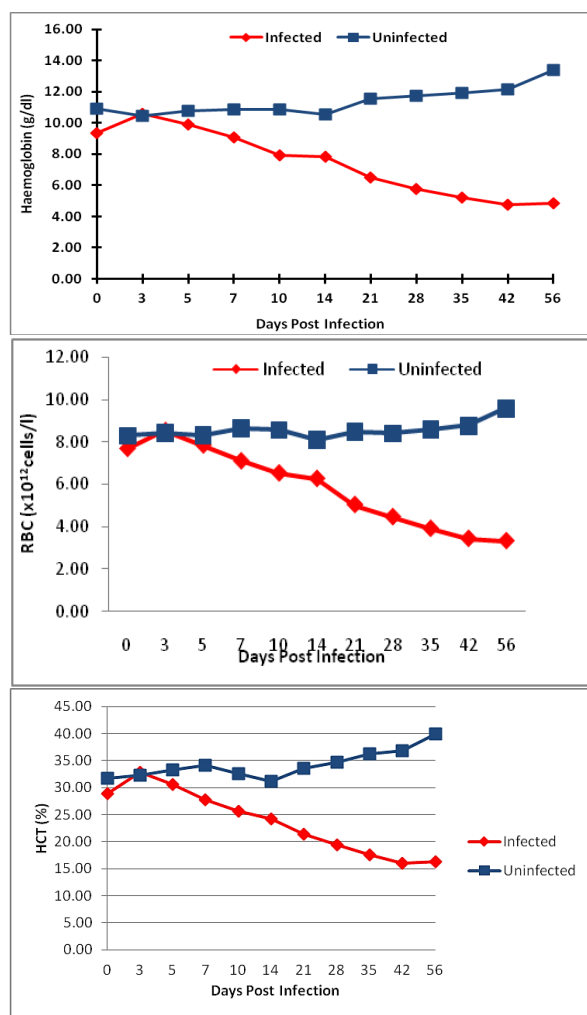 Infected Uninfected
16.00
14.00
12.00
10.00
8.00
6.00
4.00
2.00
0.00
Haemoglobin (g/dl)
0 3 5 7 10 14 21 28 35 42 56
Days Post Infection
Infected Uninfected
12.00
10.00
8.00
6.00
4.00
2.00
0.00
RBC (x10¹²cells/l)
0 3 5 7 10 14 21 28 35 42 56
Days Post Infection
45.00
40.00
35.00
30.00
25.00
20.00
15.00
10.00
5.00
0.00
HCT (%)
Infected
Uninfected
0 3 5 7 10 14 21 28 35 42 56
Days Post Infection